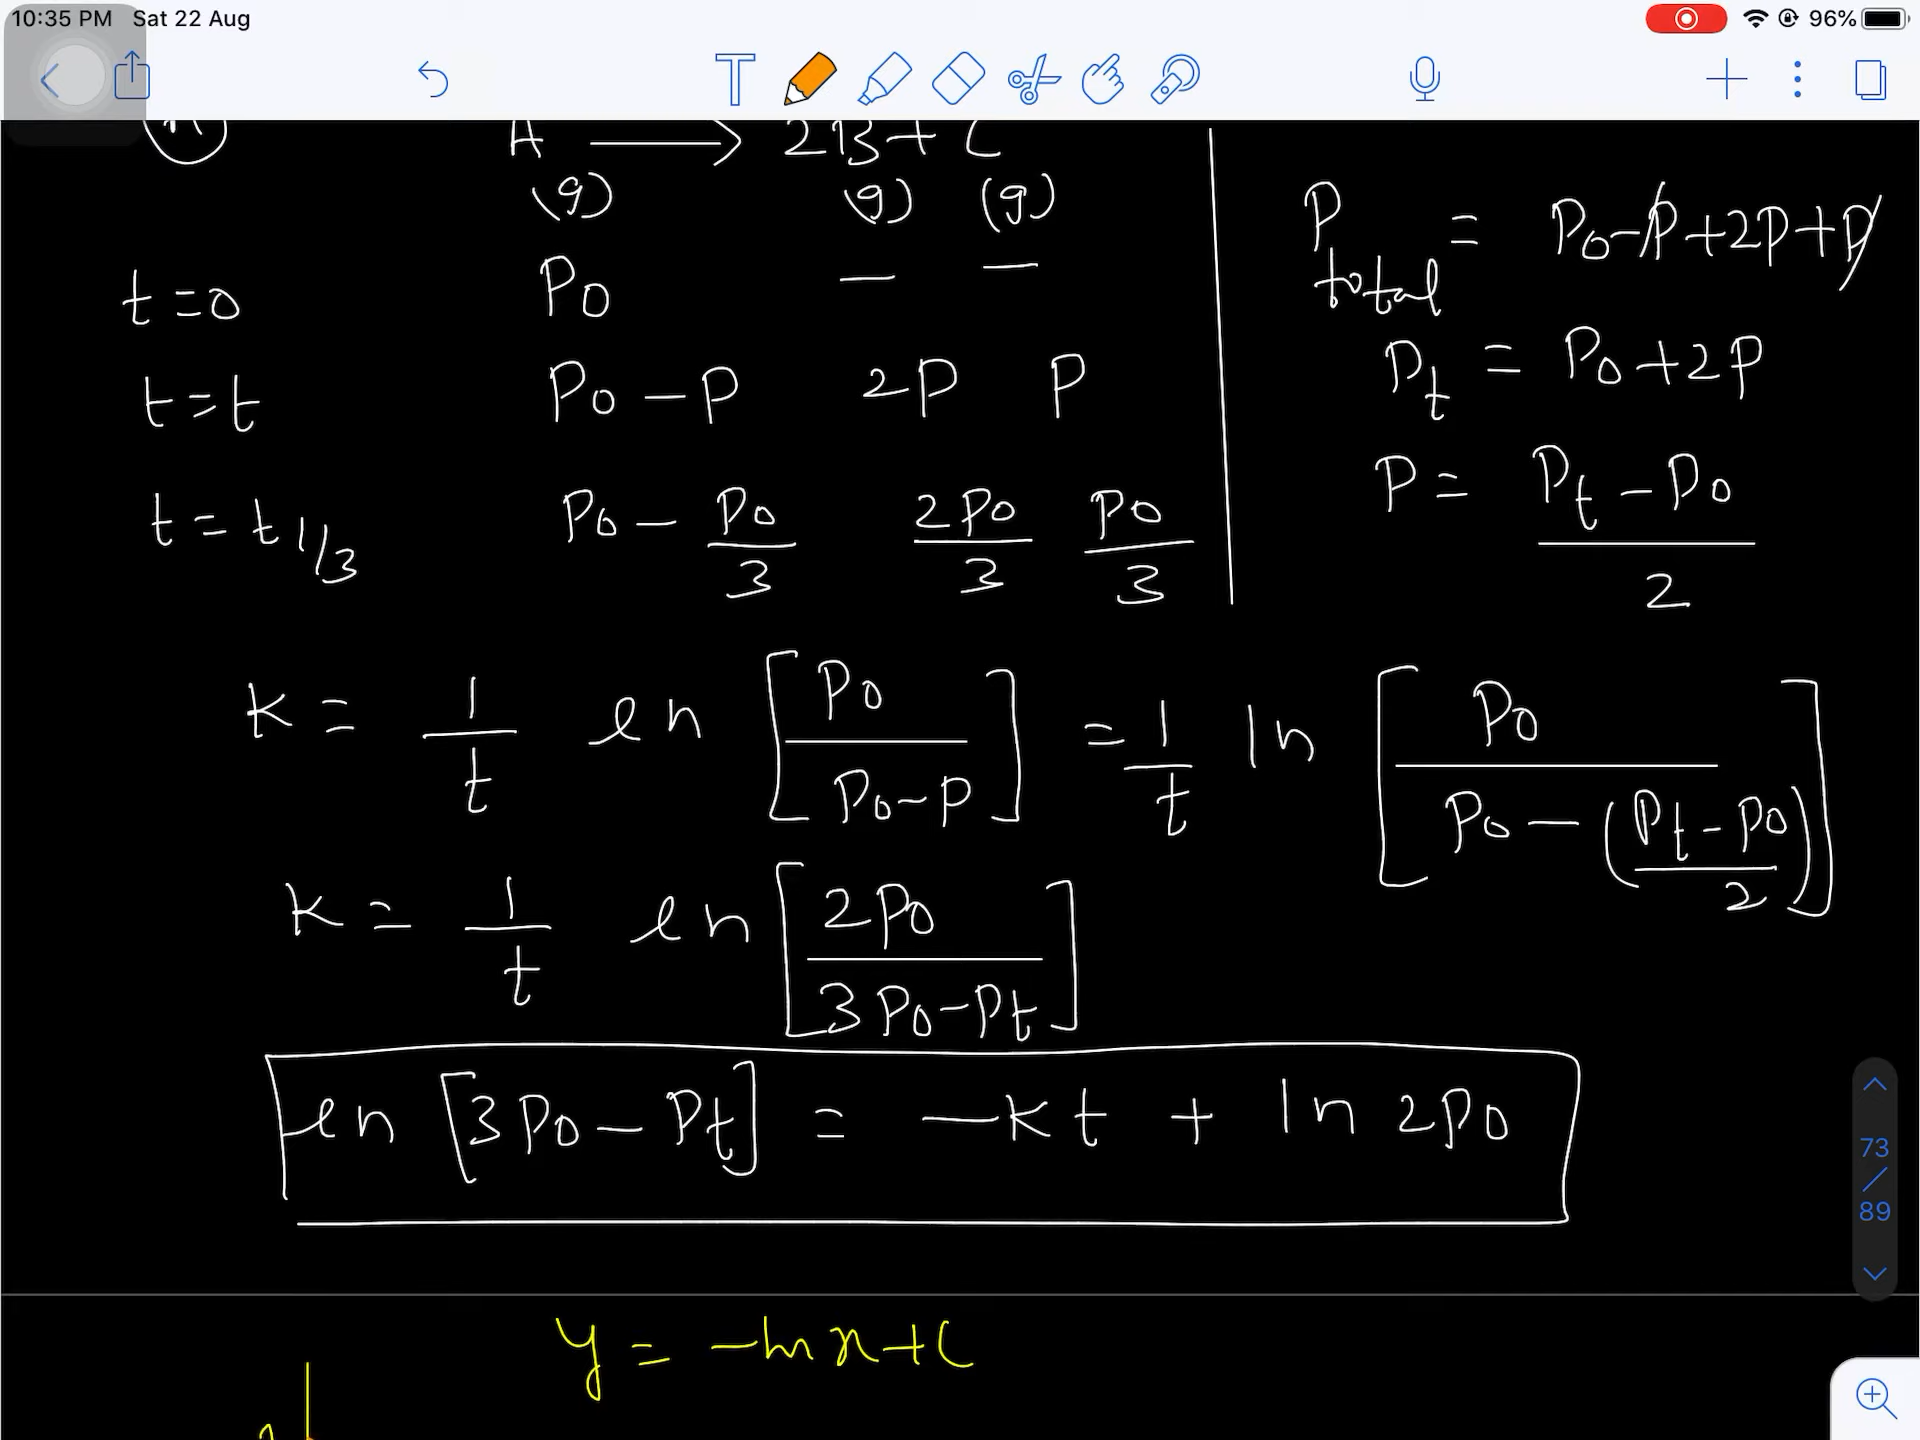 10:35 PM Sat 22 Aug
96%
T
A ⟶ 2B + C
(g) (g) (g)
t = 0 P0 — —
t = t P0 - P 2P P
t = t 1/3 P0 - P0/3 2P0/3 P0/3
P total = P0 - P + 2P + P
Pt = P0 + 2P
P = (Pt - P0)/2
K = 1/t ln [P0/(P0 - P)] = 1/t ln [P0/(P0 - ((Pt - P0)/2))]
K = 1/t ln [2P0/(3P0 - Pt)]
ln [3P0 - Pt] = -Kt + ln 2P0
73
/
89
y = -mx + c